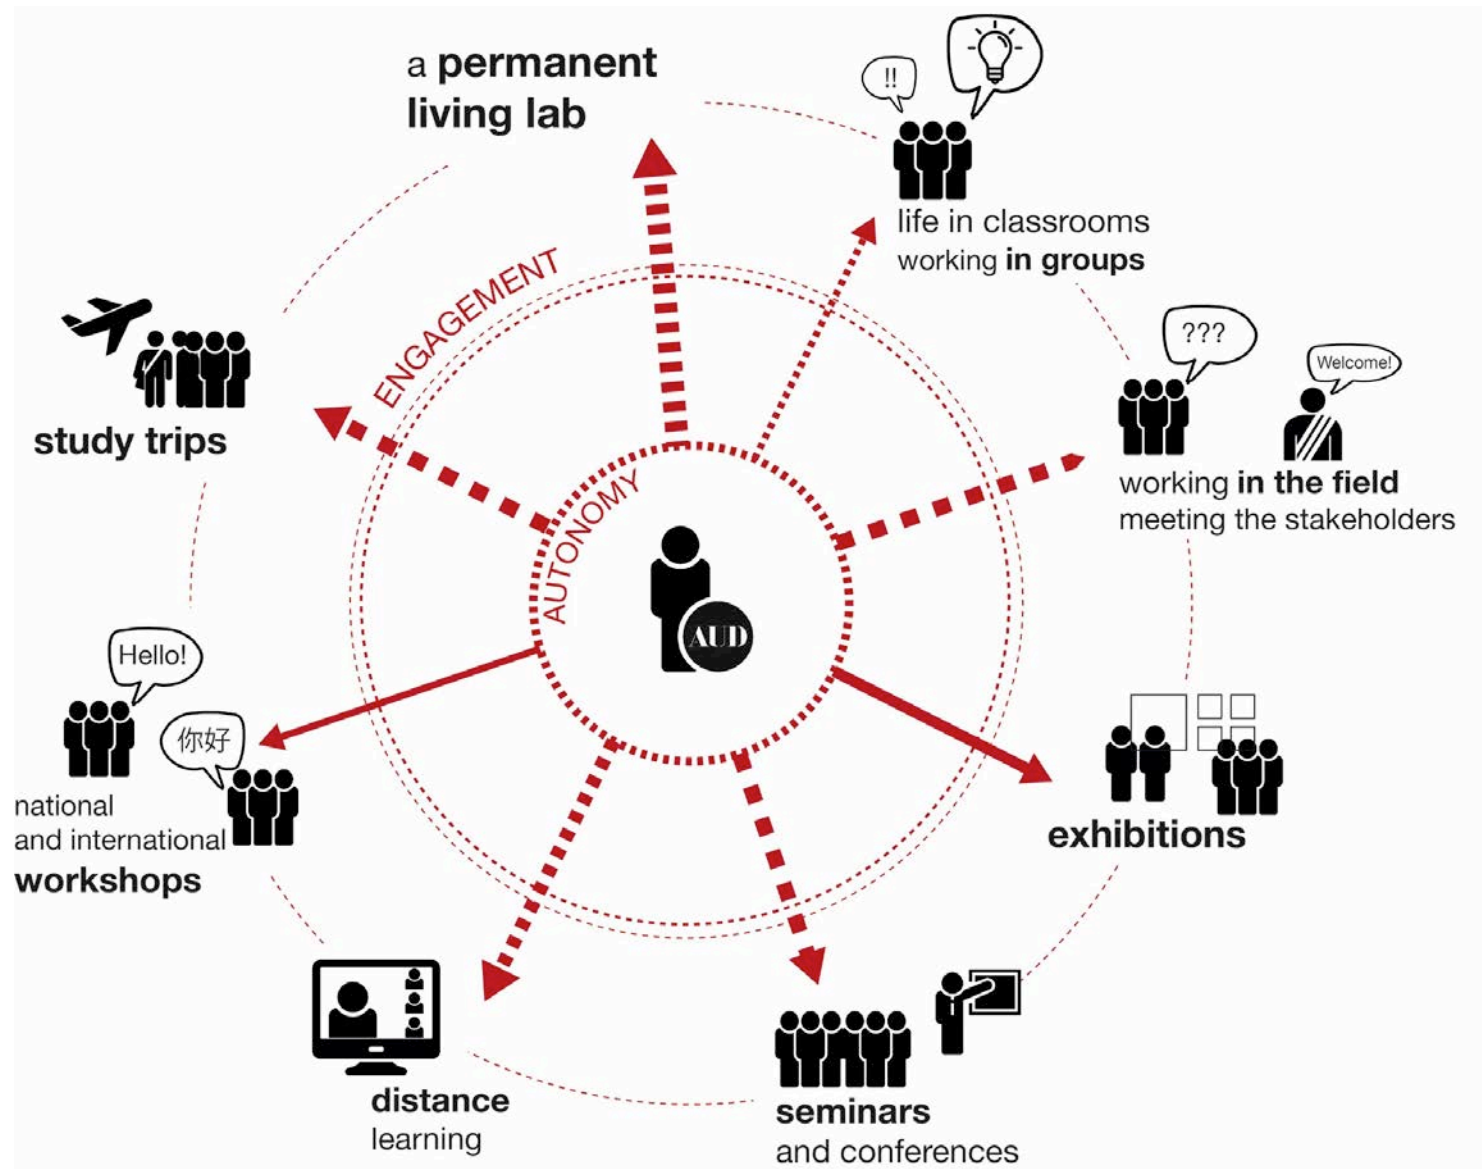 a permanent
living lab
!!
life in classrooms
working in groups
???
Welcome!
working in the field
meeting the stakeholders
exhibitions
seminars
and conferences
distance
learning
Hello!
你好
national
and international
workshops
study trips
ENGAGEMENT
AUTONOMY
AUD